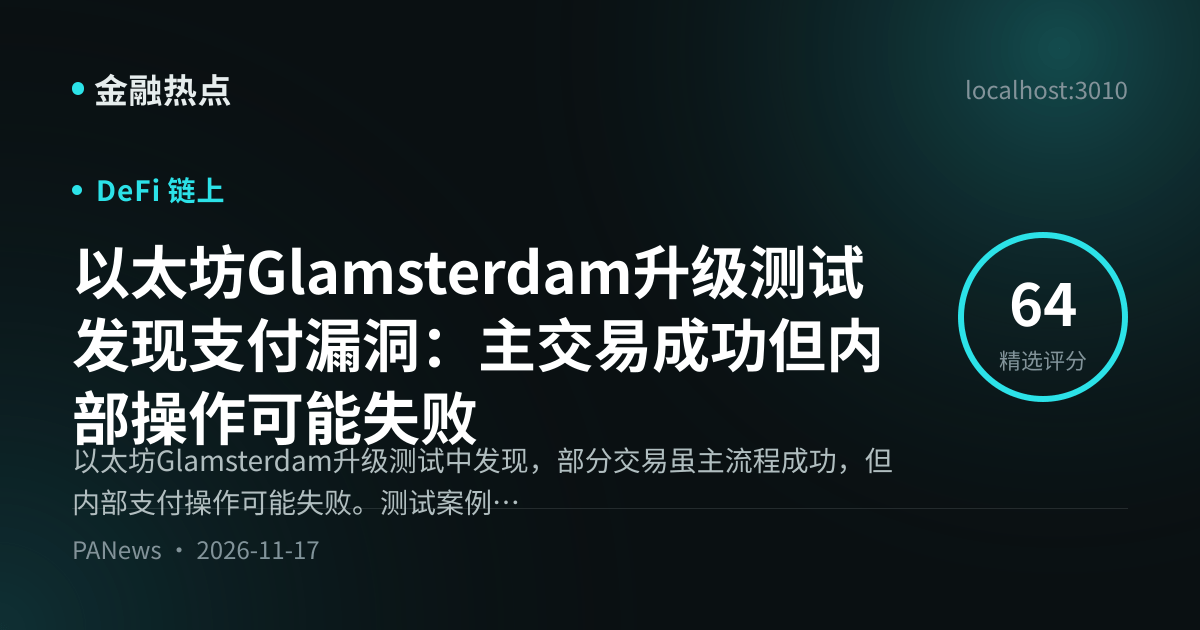 金融热点
localhost:3010
DeFi 链上
以太坊Glamsterdam升级测试
发现支付漏洞：主交易成功但内
部操作可能失败
64
精选评分
以太坊Glamsterdam升级测试中发现，部分交易虽主流程成功，但
内部支付操作可能失败。测试案例…
PANews • 2026-11-17